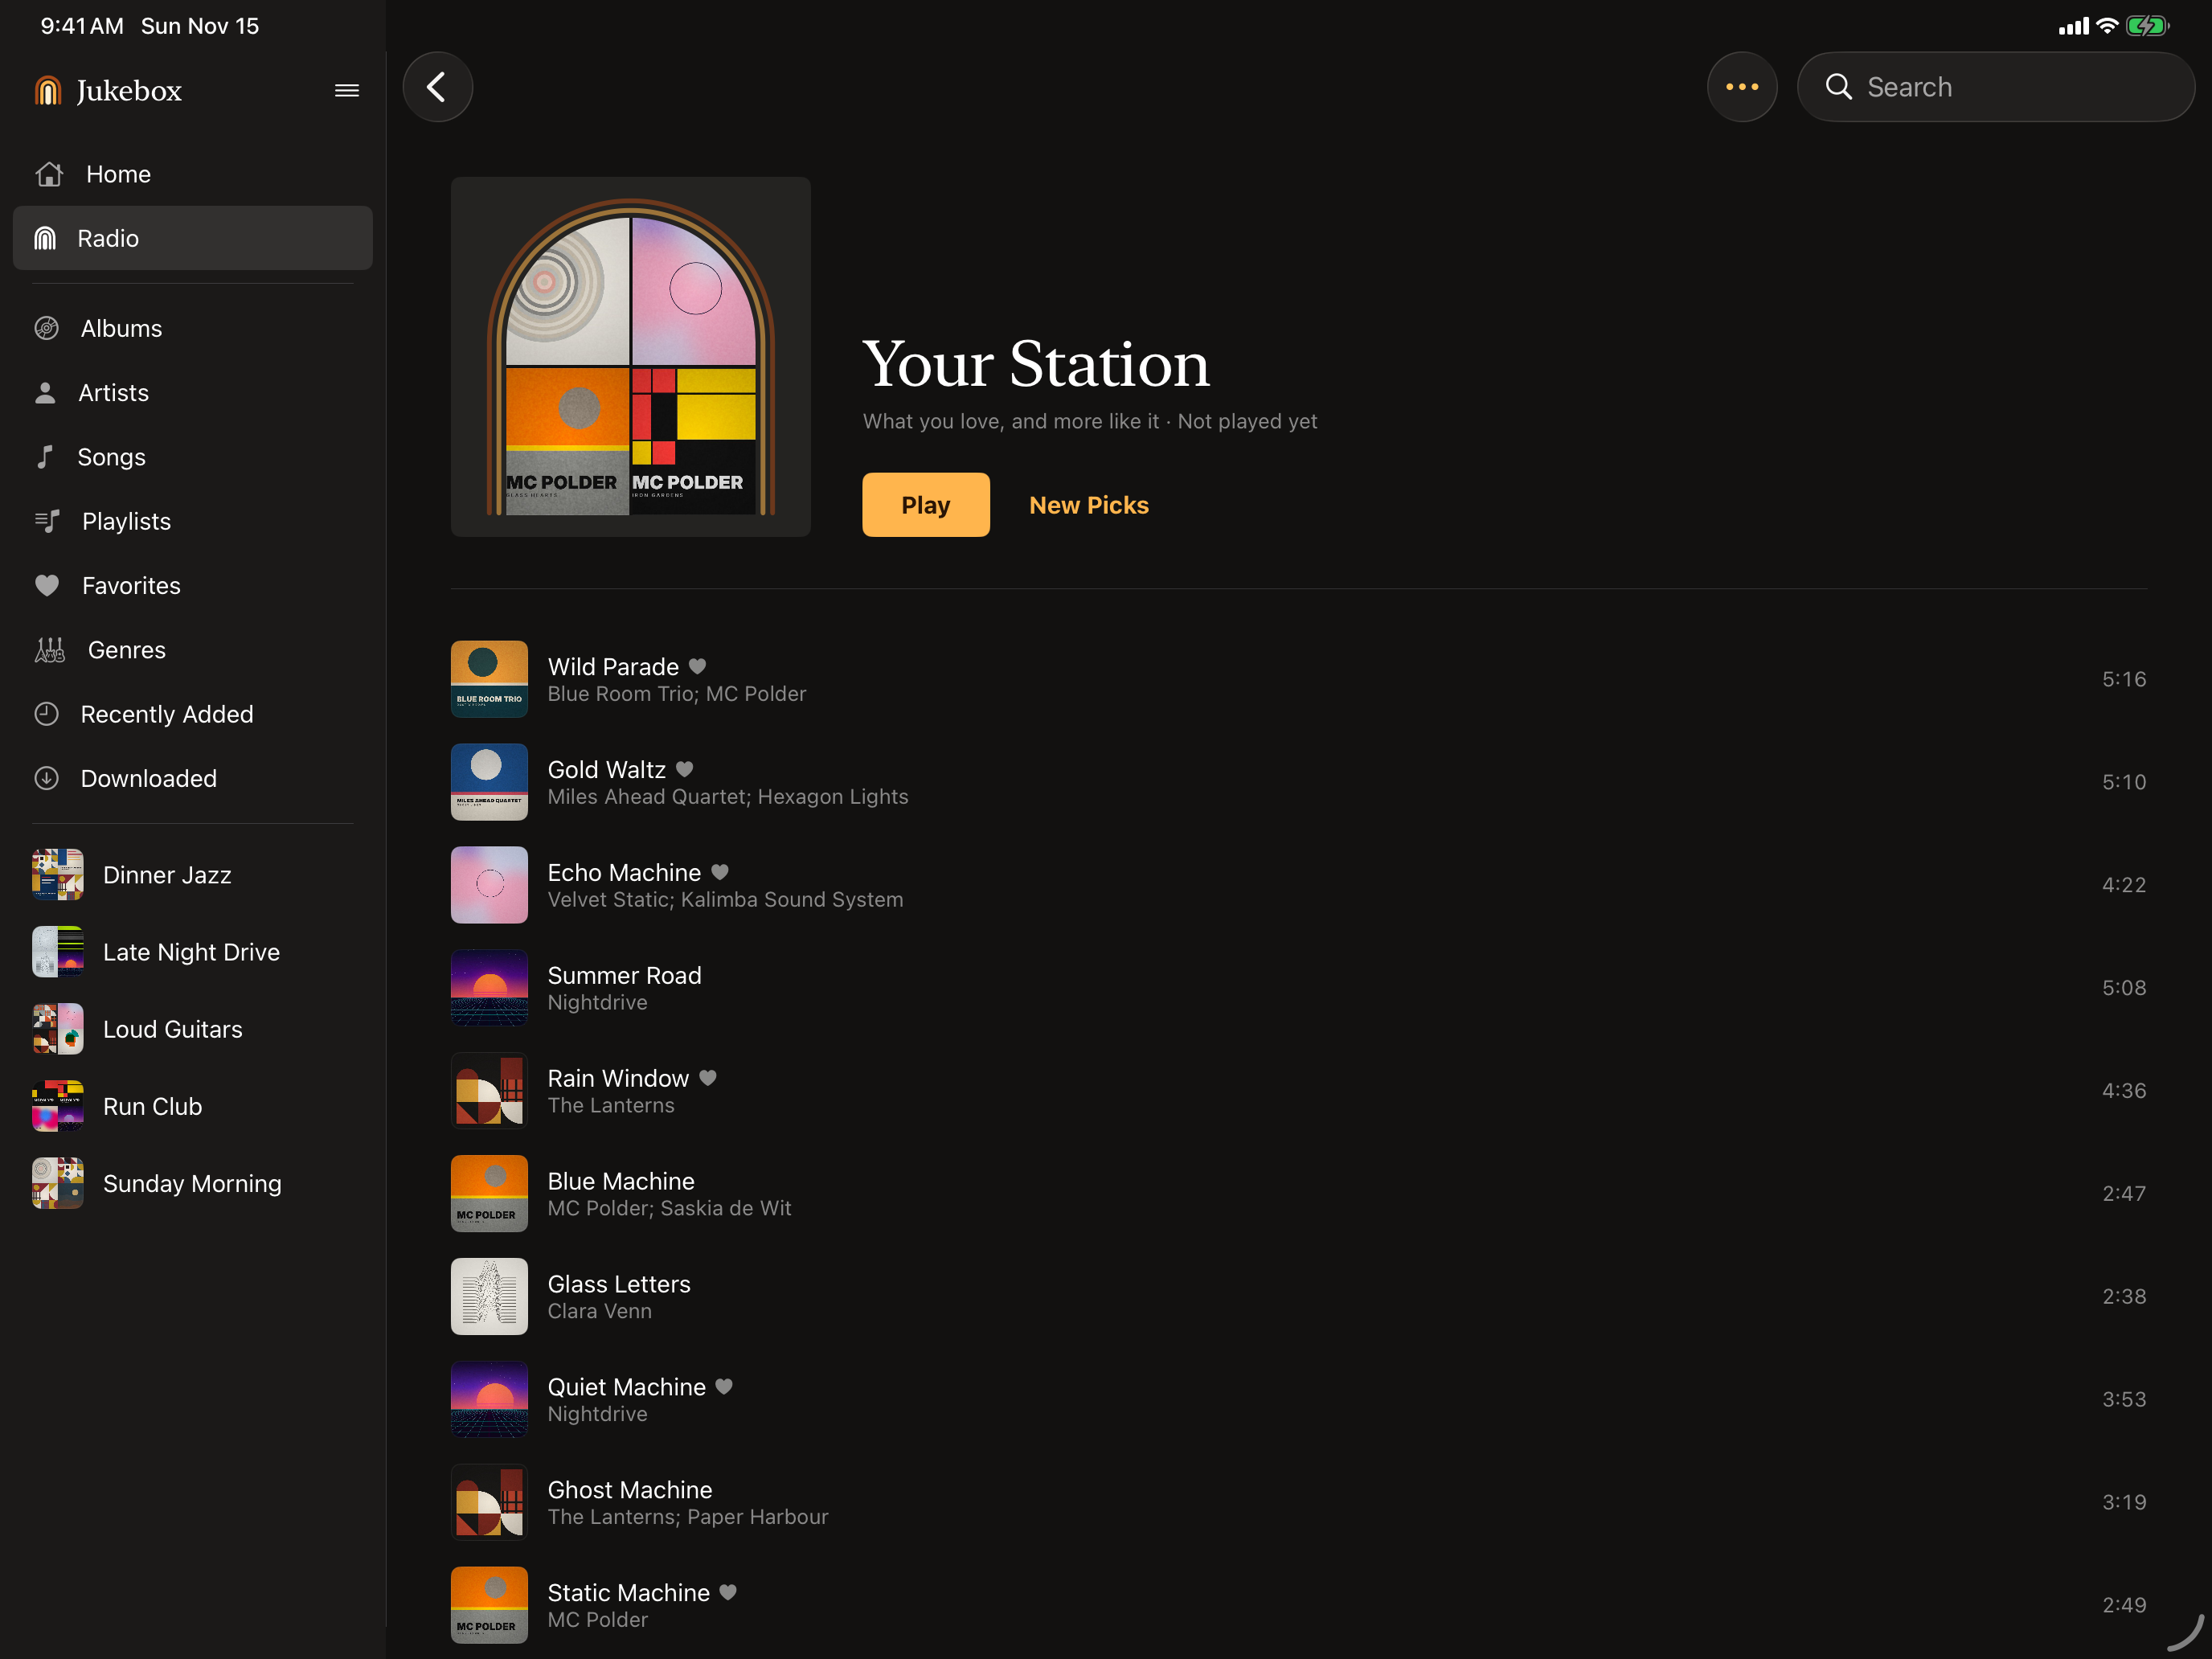 9:41 AM Sun Nov 15
Jukebox
Search
Home
Radio
Albums
Artists
Songs
Playlists
Favorites
Genres
Recently Added
Downloaded
Dinner Jazz
Late Night Drive
Loud Guitars
Run Club
Sunday Morning
MC POLDER
GLASS HEARTS
MC POLDER
IRON GARDENS
Your Station
What you love, and more like it · Not played yet
Play
New Picks
BLUE ROOM TRIO
Wild Parade
Blue Room Trio; MC Polder
5:16
MILES AHEAD QUARTET
Gold Waltz
Miles Ahead Quartet; Hexagon Lights
5:10
Echo Machine
Velvet Static; Kalimba Sound System
4:22
Summer Road
Nightdrive
5:08
Rain Window
The Lanterns
4:36
MC POLDER
Blue Machine
MC Polder; Saskia de Wit
2:47
Glass Letters
Clara Venn
2:38
Quiet Machine
Nightdrive
3:53
Ghost Machine
The Lanterns; Paper Harbour
3:19
MC POLDER
Static Machine
MC Polder
2:49